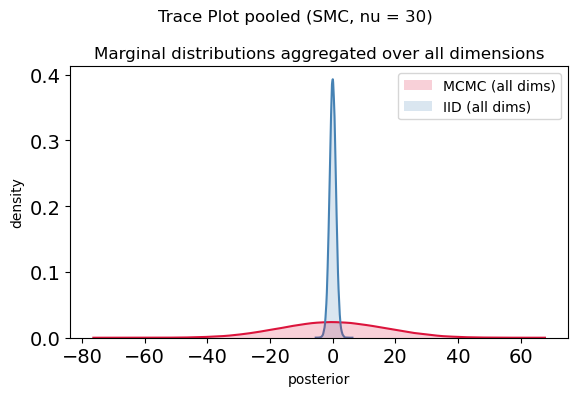 Trace Plot pooled (SMC, nu = 30)
Marginal distributions aggregated over all dimensions
MCMC (all dims)
IID (all dims)
density
0.4
0.3
0.2
0.1
0.0
−80 −60 −40 −20 0 20 40 60
posterior